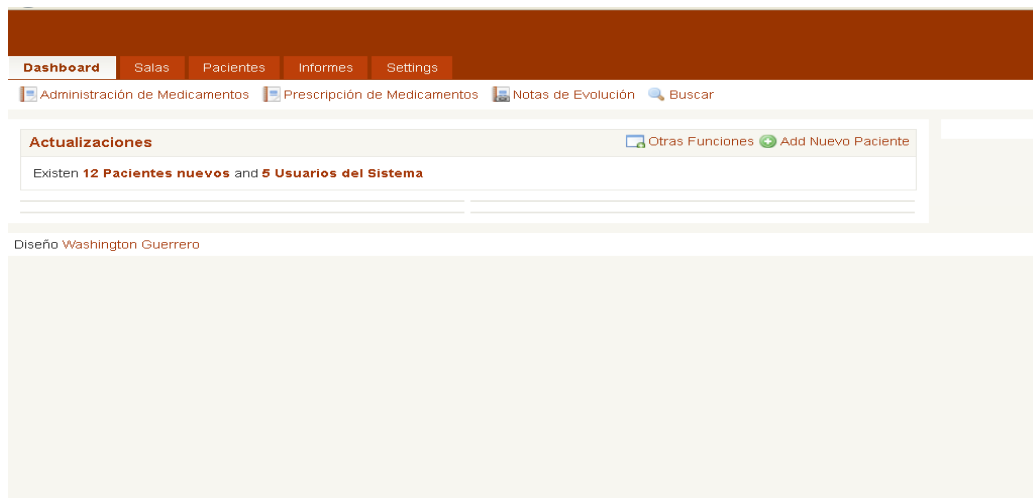 Dashboard Salas Pacientes Informes Settings
Administración de Medicamentos Prescripción de Medicamentos Notas de Evolución Buscar
Actualizaciones Otras Funciones Add Nuevo Paciente
Existen 12 Pacientes nuevos and 5 Usuarios del Sistema
Diseño Washington Guerrero